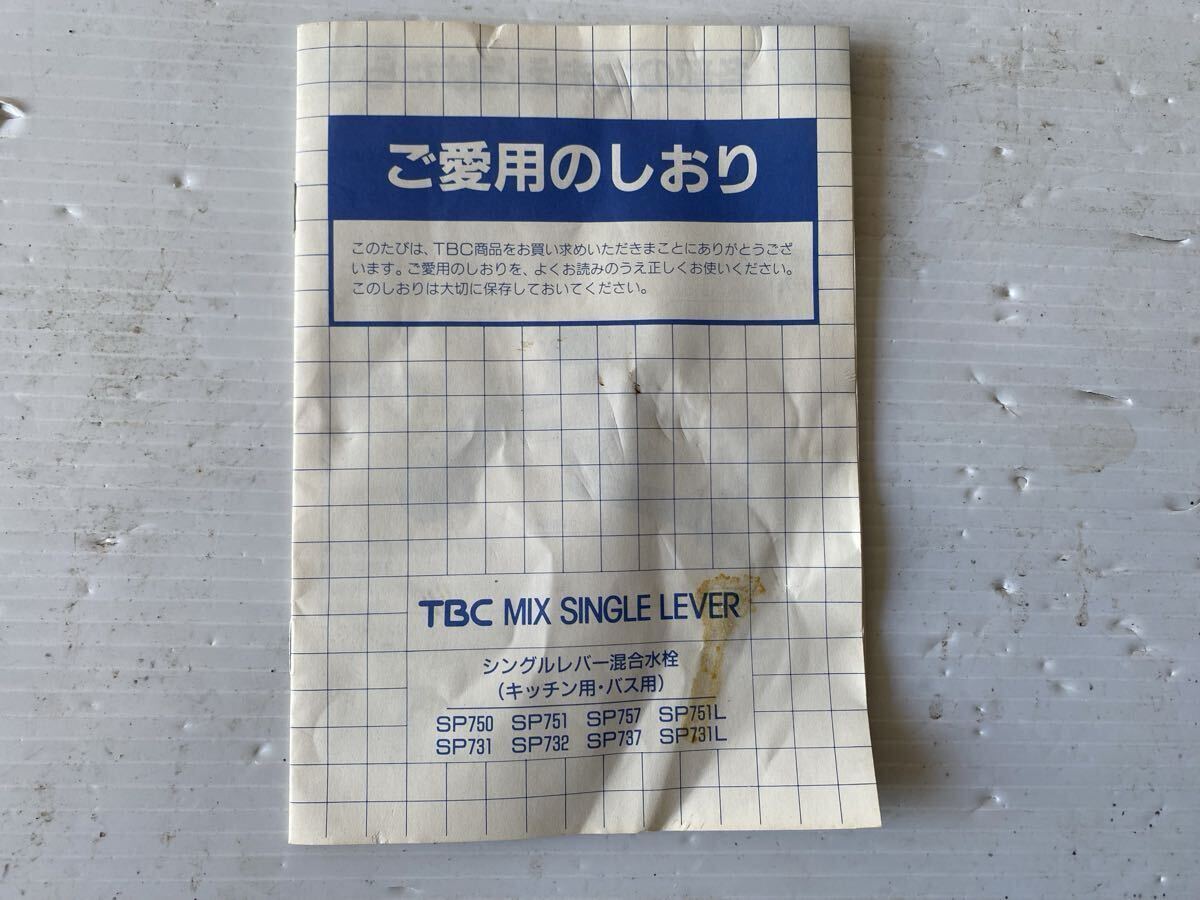 ご愛用のしおり
このたびは、TBC商品をお買い求めいただきまことにありがとうござ
います。ご愛用のしおりを、よくお読みのうえ正しくお使いください。
このしおりは大切に保存しておいてください。
TBC MIX SINGLE LEVER
シングルレバー混合水栓
(キッチン用・バス用)
SP750 SP751 SP757 SP751L
SP731 SP732 SP737 SP731L